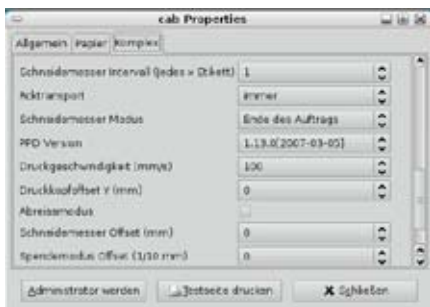 cab Properties
Allgemein Papier Komplex
Schneidemesser Intervall (jedes x Etikett) 1
Rücktransport immer
Schneidemesser Modus Ende des Auftrags
PPD Version 1.13.0[2007-03-05]
Druckgeschwindigkeit (mm/s) 100
Druckkopfoffset Y (mm) 0
Abreissmodus
Schneidemesser Offset (mm) 0
Spendemodus Offset (1/10 mm) 0
Administrator werden Testseite drucken Schließen